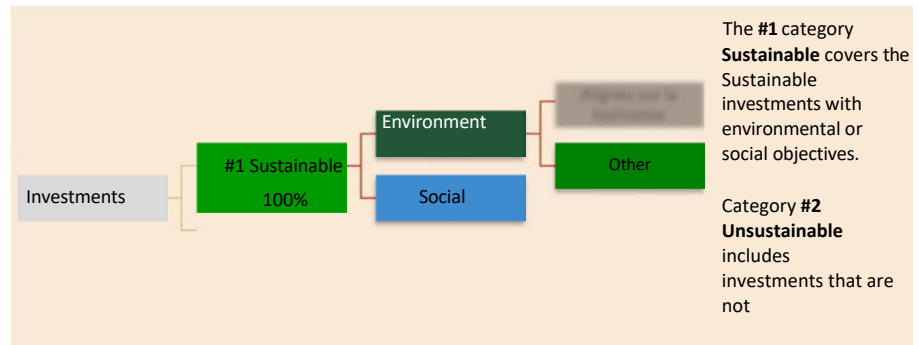 Investments
#1 Sustainable
100%
Environment
Social
Other
The #1 category
Sustainable covers the
Sustainable
investments with
environmental or
social objectives.
Category #2
Unsustainable
includes
investments that are
not